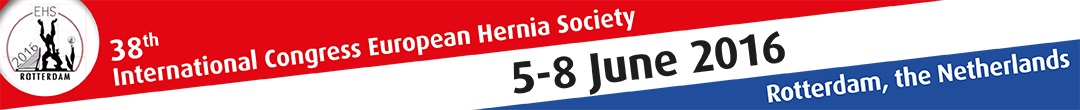 EHS
2016
ROTTERDAM
38th
International Congress European Hernia Society
5-8 June 2016
Rotterdam, the Netherlands